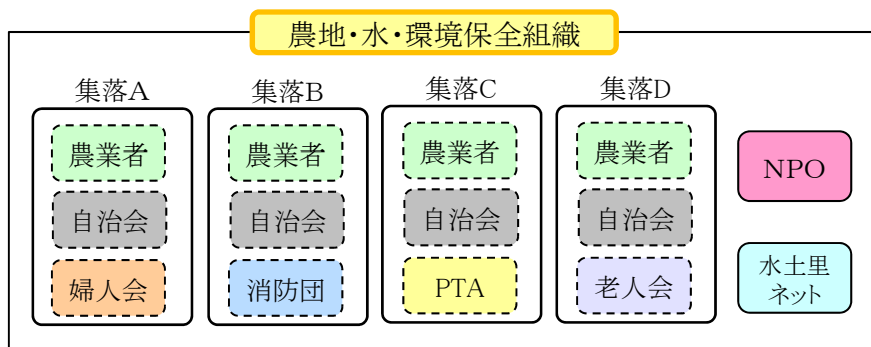 農地・水・環境保全組織
集落A
農業者
自治会
婦人会
集落B
農業者
自治会
消防団
集落C
農業者
自治会
PTA
集落D
農業者
自治会
老人会
NPO
水土里
ネット